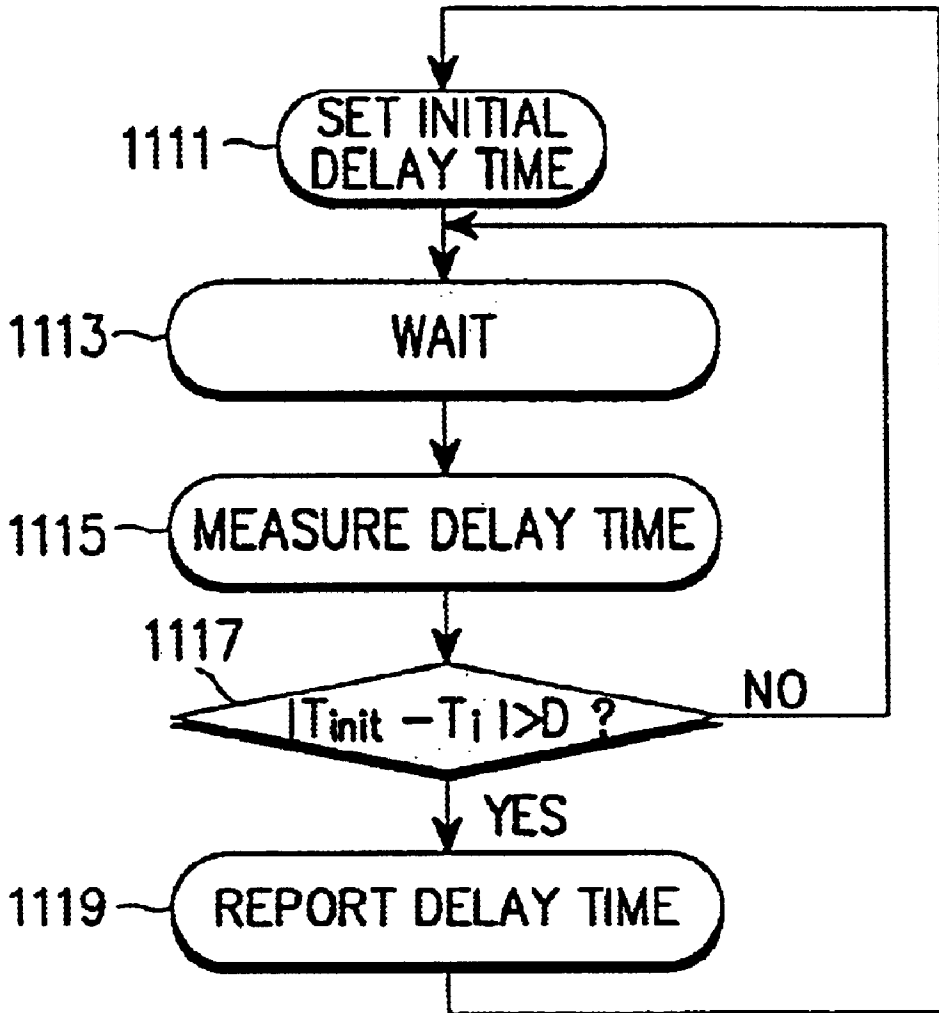 1111
SET INITIAL
DELAY TIME
1113
WAIT
1115
MEASURE DELAY TIME
1117
|Tinit - Ti|>D ?
NO
YES
1119
REPORT DELAY TIME